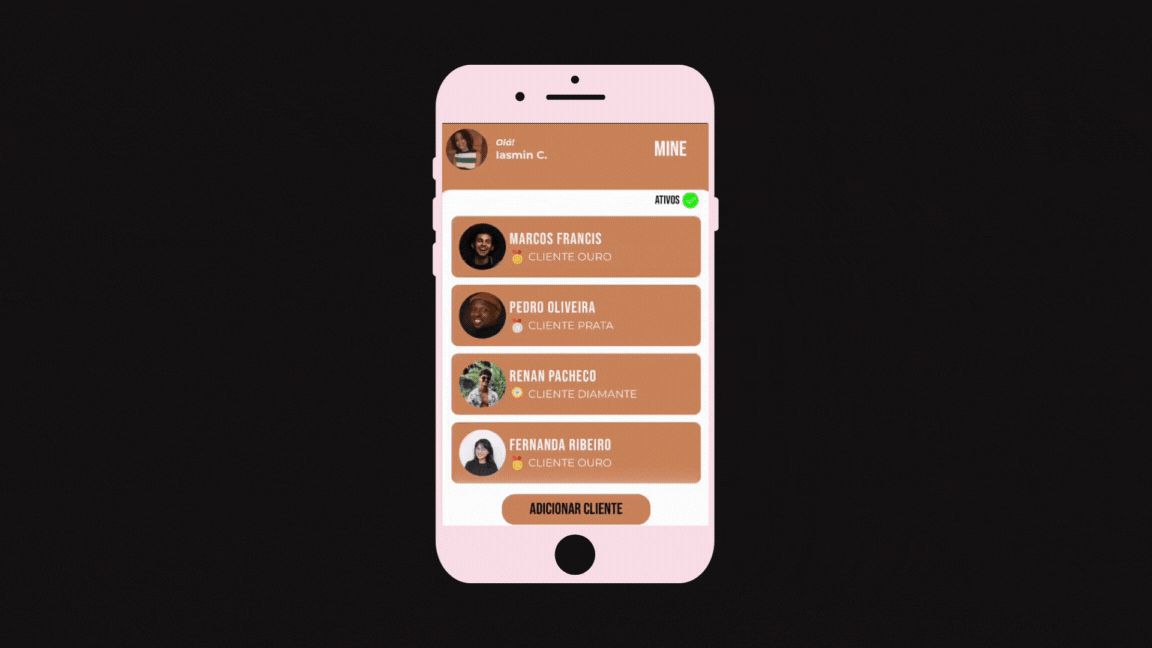 Olá!
Iasmin C.
MINE
ATIVOS
MARCOS FRANCIS
CLIENTE OURO
PEDRO OLIVEIRA
CLIENTE PRATA
RENAN PACHECO
CLIENTE DIAMANTE
FERNANDA RIBEIRO
CLIENTE OURO
ADICIONAR CLIENTE